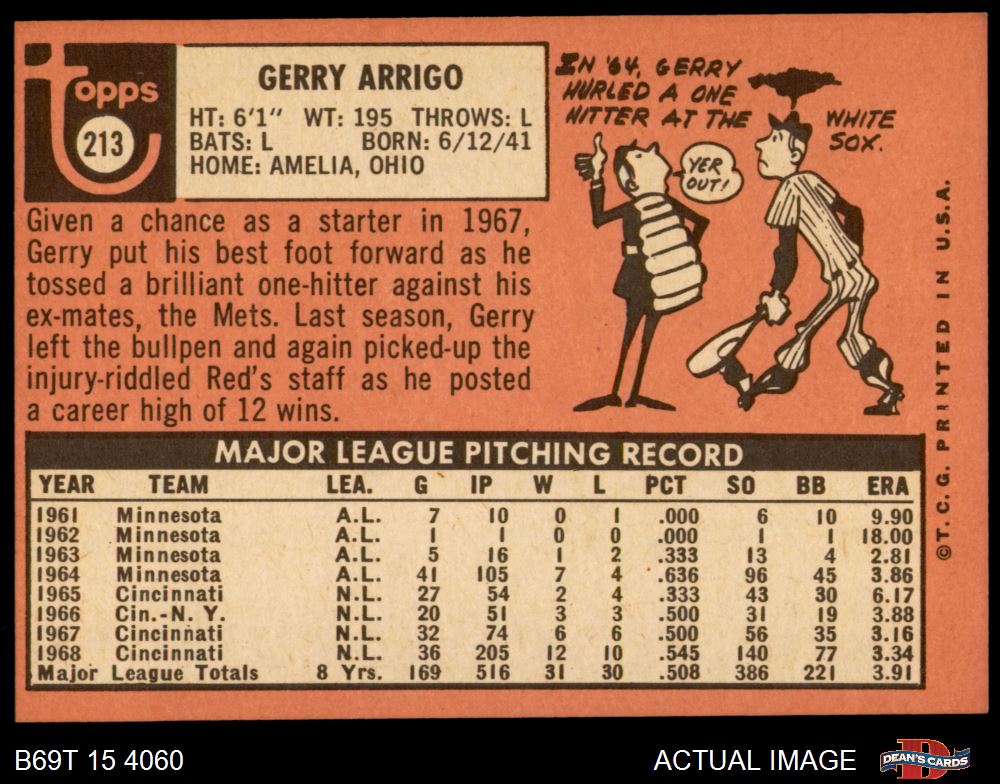 Topps
213
GERRY ARRIGO
HT: 6'1" WT: 195 THROWS: L
BATS: L BORN: 6/12/41
HOME: AMELIA, OHIO
IN '64, GERRY
HURLED A ONE
HITTER AT THE
WHITE
SOX.
YER
OUT!
Given a chance as a starter in 1967,
Gerry put his best foot forward as he
tossed a brilliant one-hitter against his
ex-mates, the Mets. Last season, Gerry
left the bullpen and again picked-up the
injury-riddled Red's staff as he posted
a career high of 12 wins.
MAJOR LEAGUE PITCHING RECORD
YEAR TEAM LEA. G IP W L PCT SO BB ERA
1961 Minnesota A.L. 7 10 0 1 .000 6 10 9.90
1962 Minnesota A.L. 1 1 0 0 .000 1 1 18.00
1963 Minnesota A.L. 5 16 1 2 .333 13 4 2.81
1964 Minnesota A.L. 41 105 7 4 .636 96 45 3.86
1965 Cincinnati N.L. 27 54 2 4 .333 43 30 6.17
1966 Cin.-N. Y. N.L. 20 51 3 3 .500 31 19 3.88
1967 Cincinnati N.L. 32 74 6 6 .500 56 35 3.16
1968 Cincinnati N.L. 36 205 12 10 .545 140 77 3.34
Major League Totals 8 Yrs. 169 516 31 30 .508 386 221 3.91
©T. C. G. PRINTED IN U.S.A.
B69T 15 4060
ACTUAL IMAGE
DEAN'S CARDS